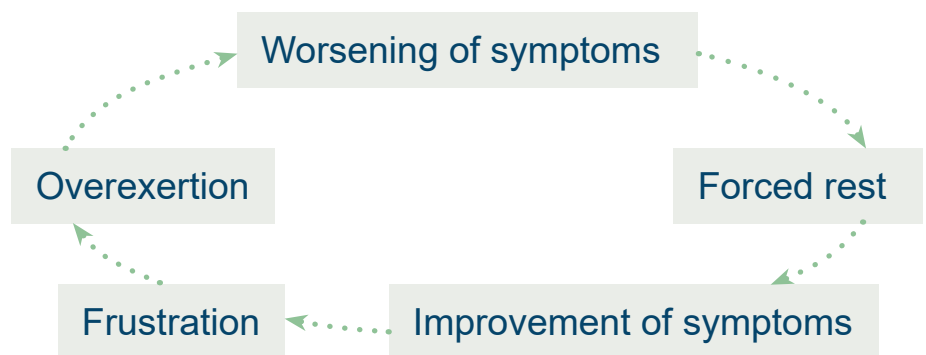 Worsening of symptoms
Overexertion
Forced rest
Frustration
Improvement of symptoms